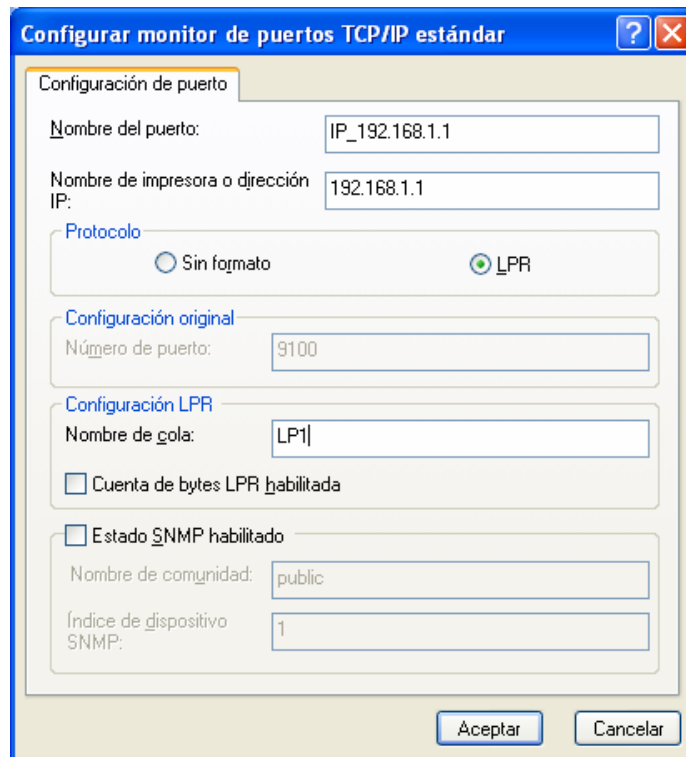 Configurar monitor de puertos TCP/IP estándar
Configuración de puerto
Nombre del puerto:
IP_192.168.1.1
Nombre de impresora o dirección
IP:
192.168.1.1
Protocolo
Sin formato
LPR
Configuración original
Número de puerto:
9100
Configuración LPR
Nombre de cola:
LP1
Cuenta de bytes LPR habilitada
Estado SNMP habilitado
Nombre de comunidad:
public
Índice de dispositivo
SNMP:
1
Aceptar
Cancelar